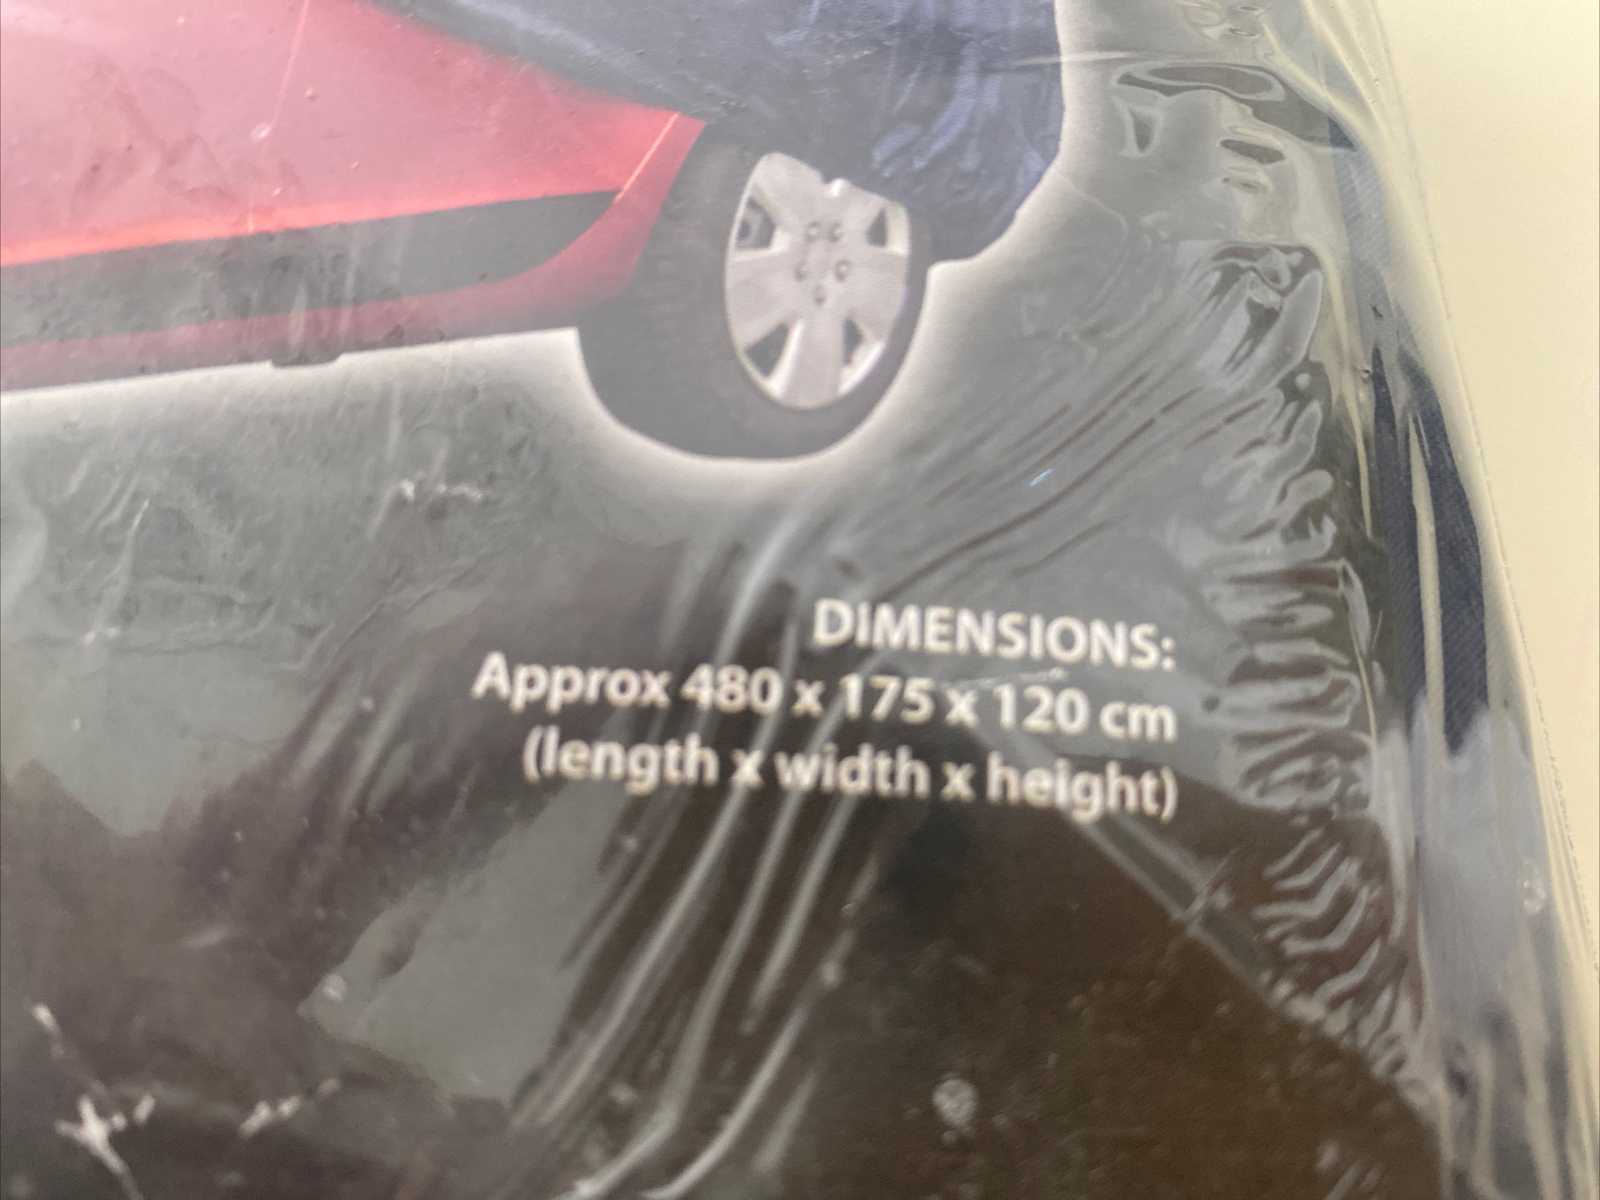 DIMENSIONS:
Approx 480 x 175 x 120 cm
(length x width x height)